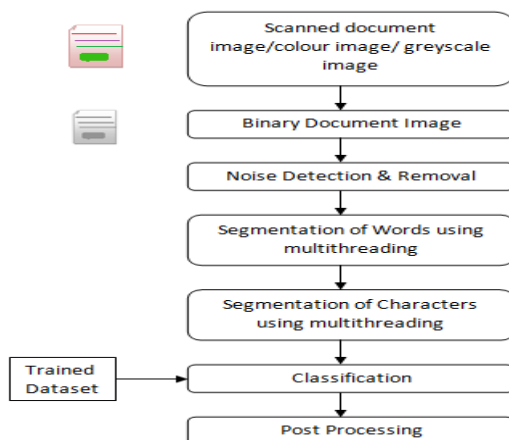 Scanned document
image/colour image/ greyscale
image
Binary Document Image
Noise Detection & Removal
Segmentation of Words using
multithreading
Segmentation of Characters
using multithreading
Trained
Dataset
Classification
Post Processing